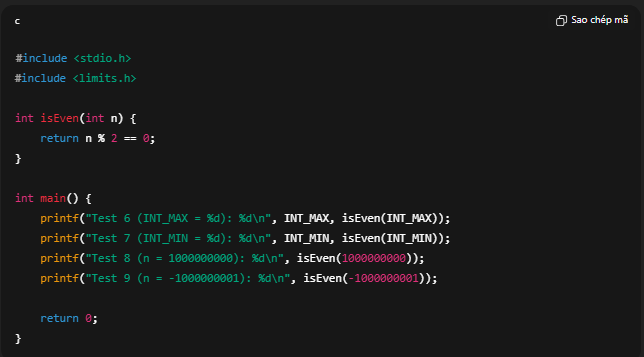 c
Sao chép mã
#include <stdio.h>
#include <limits.h>
int isEven(int n) {
    return n % 2 == 0;
}
int main() {
    printf("Test 6 (INT_MAX = %d): %d\n", INT_MAX, isEven(INT_MAX));
    printf("Test 7 (INT_MIN = %d): %d\n", INT_MIN, isEven(INT_MIN));
    printf("Test 8 (n = 1000000000): %d\n", isEven(1000000000));
    printf("Test 9 (n = -1000000001): %d\n", isEven(-1000000001));
    return 0;
}